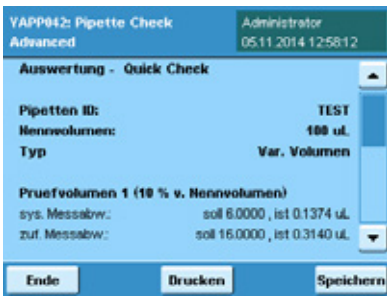 YAPP042: Pipette Check
Advanced
Administrator
05.11.2014 12:58:12
Auswertung - Quick Check
Pipetten ID: TEST
Nennvolumen: 100 uL
Typ Var. Volumen
Pruefvolumen 1 (10 % v. Nennvolumen)
sys. Messabw.: soll 6.0000 , ist 0.1374 uL
zuf. Messabw.: soll 16.0000 , ist 0.3140 uL
Ende Drucken Speichern